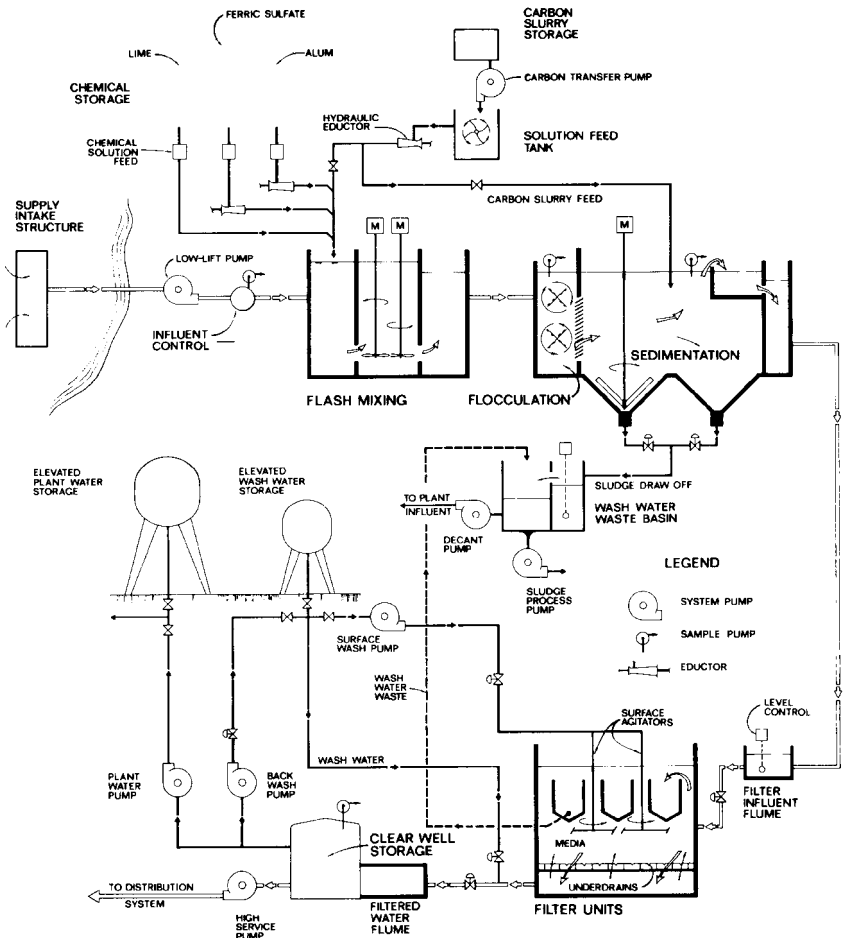 FERRIC SULFATE
LIME
ALUM
CHEMICAL
STORAGE
CARBON
SLURRY
STORAGE
CARBON TRANSFER PUMP
HYDRAULIC
EDUCTOR
SOLUTION FEED
TANK
CHEMICAL
SOLUTION
FEED
SUPPLY
INTAKE
STRUCTURE
CARBON SLURRY FEED
M
M
M
LOW-LIFT PUMP
INFLUENT
CONTROL
FLASH MIXING
FLOCCULATION
SEDIMENTATION
ELEVATED
PLANT WATER
STORAGE
ELEVATED
WASH WATER
STORAGE
SLUDGE DRAW OFF
TO PLANT
INFLUENT
WASH WATER
WASTE BASIN
DECANT
PUMP
SLUDGE
PROCESS
PUMP
LEGEND
SYSTEM PUMP
SAMPLE PUMP
EDUCTOR
SURFACE
WASH PUMP
WASH
WATER
WASTE
SURFACE
AGITATORS
LEVEL
CONTROL
WASH WATER
PLANT
WATER
PUMP
BACK
WASH
PUMP
FILTER
INFLUENT
FLUME
CLEAR WELL
STORAGE
MEDIA
UNDERDRAINS
TO DISTRIBUTION
SYSTEM
HIGH
SERVICE
PUMP
FILTERED
WATER
FLUME
FILTER UNITS